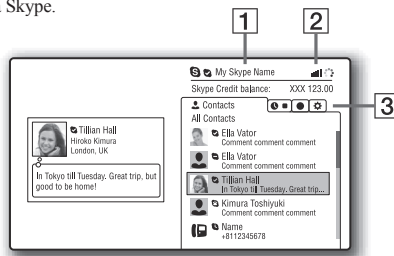 n Skype.
1
2
My Skype Name
Skype Credit balance: XXX 123.00
3
Contacts
All Contacts
Ella Vator
Comment comment comment
Ella Vator
Comment comment comment
Tillian Hall
In Tokyo till Tuesday. Great trip...
Kimura Toshiyuki
Comment comment comment
Name
+8112345678
Tillian Hall
Hiroko Kimura
London, UK
In Tokyo till Tuesday. Great trip, but
good to be home!